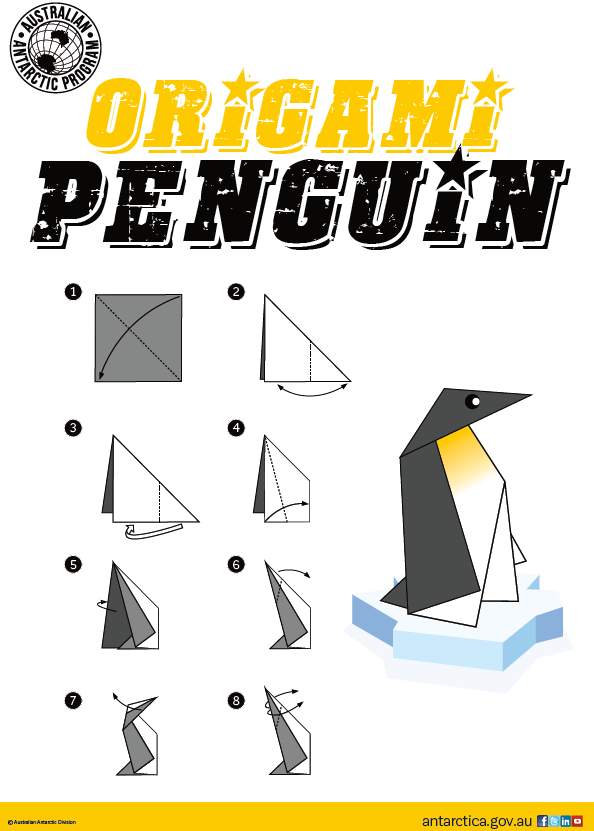 AUSTRALIAN
ANTARCTIC PROGRAM
ORiGAMi
PENGUiN
1
2
3
4
5
6
7
8
© Australian Antarctic Division
antarctica.gov.au